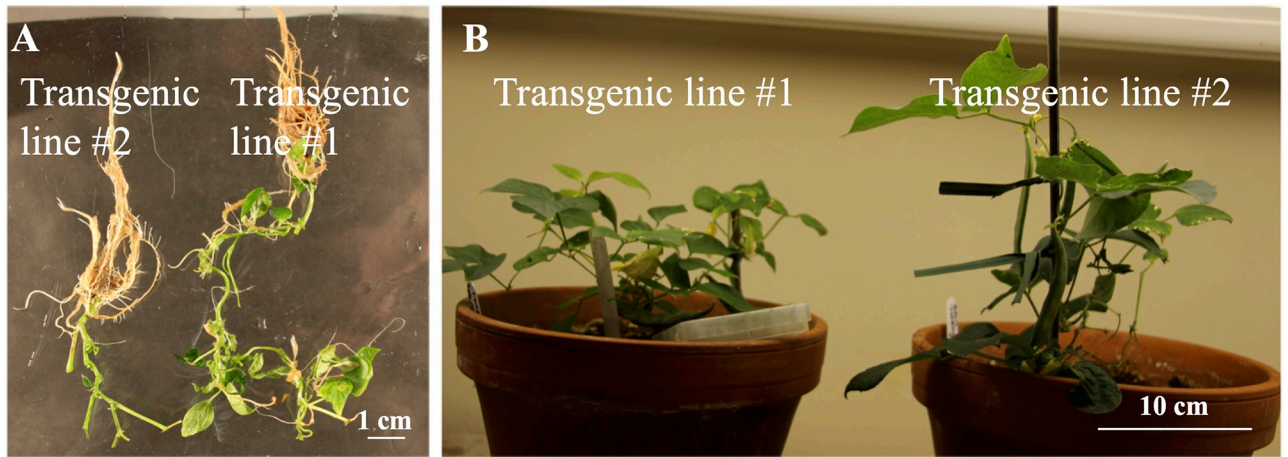 A
Transgenic
line #2
Transgenic
line #1
1 cm
B
Transgenic line #1
Transgenic line #2
10 cm